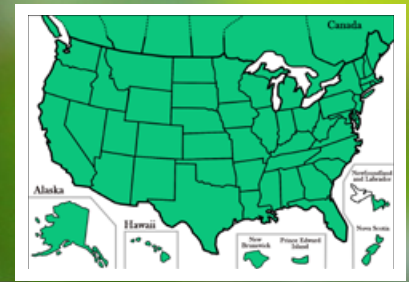 Canada
Newfoundland
and Labrador
Alaska
Hawaii
Nova Scotia
New
Brunswick
Prince Edward
Island